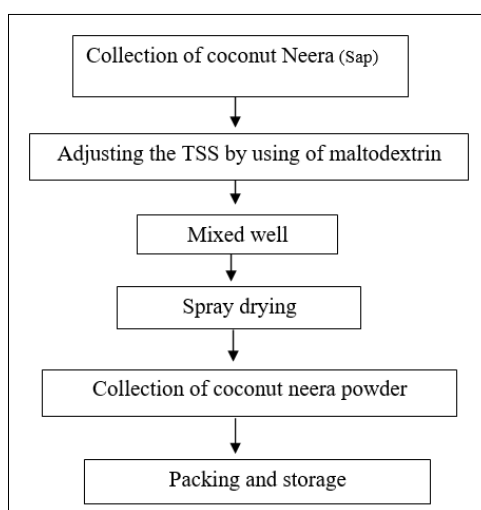 Collection of coconut Neera (Sap)
Adjusting the TSS by using of maltodextrin
Mixed well
Spray drying
Collection of coconut neera powder
Packing and storage